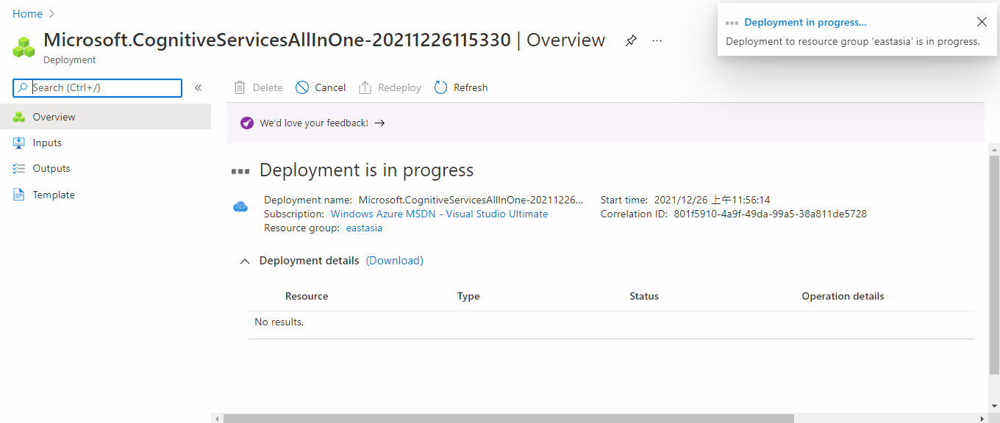 Home
Microsoft.CognitiveServicesAllInOne-20211226115330 | Overview
Deployment
Deployment in progress...
Deployment to resource group 'eastasia' is in progress.
Search (Ctrl+/)
«
Overview
Inputs
Outputs
Template
Delete Cancel Redeploy Refresh
We'd love your feedback! →
Deployment is in progress
Deployment name: Microsoft.CognitiveServicesAllInOne-20211226... Start time: 2021/12/26 上午11:56:14
Subscription: Windows Azure MSDN - Visual Studio Ultimate Correlation ID: 801f5910-4a9f-49da-99a5-38a811de5728
Resource group: eastasia
Deployment details (Download)
Resource Type Status Operation details
No results.